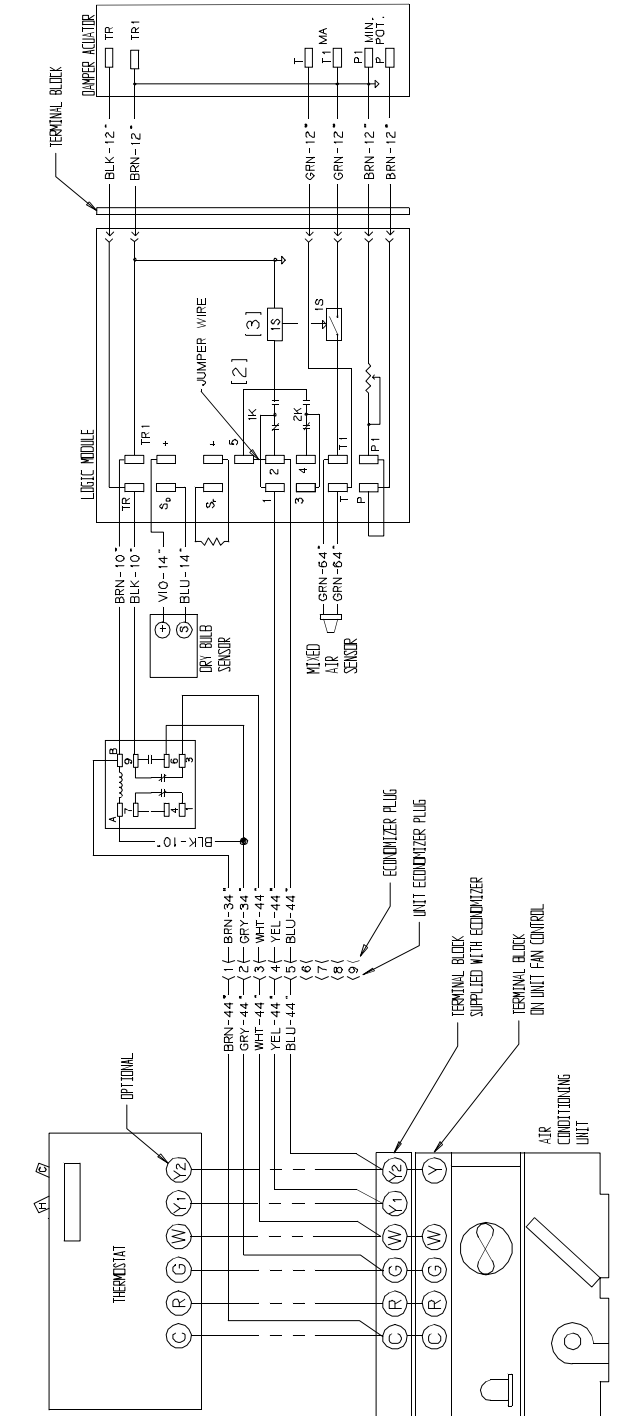 DAMPER ACUATOR
TR
TR1
T
T1
MA
P1
P
MIN.
POT.
TERMINAL BLOCK
BLK-12"
BRN-12"
GRN-12"
GRN-12"
BRN-12"
BRN-12"
LOGIC MODULE
JUMPER WIRE
[3]
1S
1S
[2]
1K
2K
TR
TR1
+
+
5
1
2
3
4
T
T1
P
P1
BRN-10"
BLK-10"
VIO-14"
BLU-14"
GRN-64"
GRN-64"
+
S
DRY BULB
SENSOR
MIXED
AIR
SENSOR
A
B
7
9
4
6
1
3
BLK-10"
BRN-34"
GRY-34"
WHT-44"
YEL-44"
BLU-44"
1
2
3
4
5
6
7
8
9
BRN-44"
GRY-44"
WHT-44"
YEL-44"
BLU-44"
ECONOMIZER PLUG
UNIT ECONOMIZER PLUG
OPTIONAL
THERMOSTAT
H
C
Y2
Y1
W
G
R
C
Y2
Y1
W
G
R
C
Y
W
G
R
C
TERMINAL BLOCK
SUPPLIED WITH ECONOMIZER
TERMINAL BLOCK
ON UNIT FAN CONTROL
AIR
CONDITIONING
UNIT